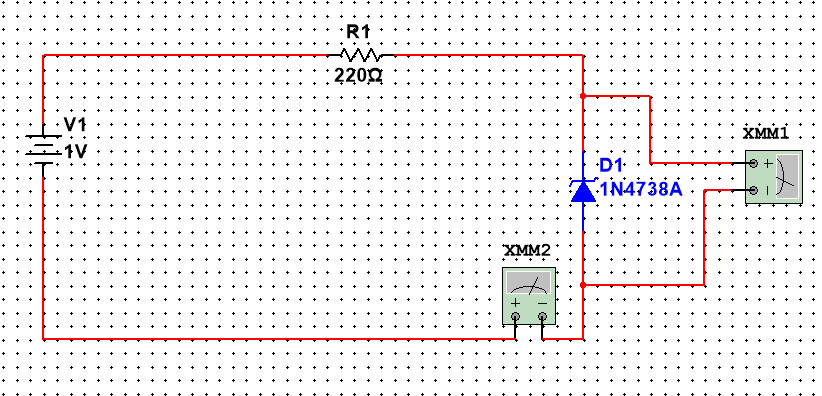 R1
220Ω
V1
1V
XMM1
D1
1N4738A
XMM2